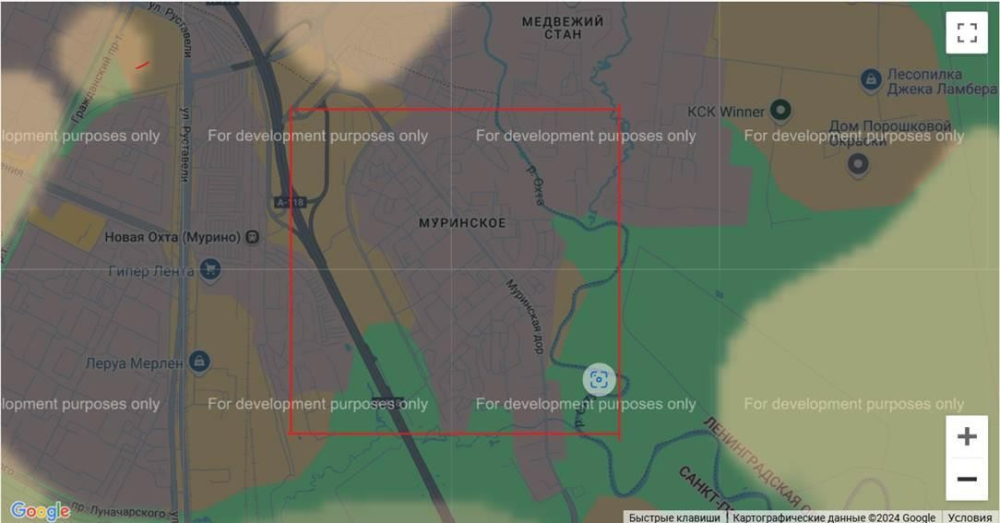 ул. Руставели
МЕДВЕЖИЙ
СТАН
Гражданский пр-т.
Лесопилка
Джека Ламбера
КСК Winner
ул. Руставели
Дом Порошковой
Окраски
lopment purposes only
For development purposes only
For development purposes only
For development purposes only
р. Охта
А-118
МУРИНСКОЕ
Новая Охта (Мурино)
Гипер Лента
Муринская дор.
Леруа Мерлен
lopment purposes only
For development purposes only
For development purposes only
For development purposes only
ЛЕНИНГРАДСКАЯ О
САНКТ-П
пр. Луначарского
Google
Быстрые клавиши
Картографические данные ©2024 Google
Условия